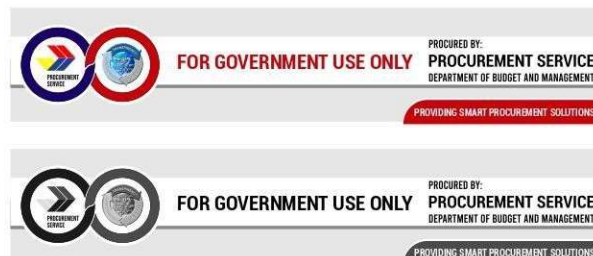 PROCUREMENT
SERVICE
FOR GOVERNMENT USE ONLY
PROCURED BY:
PROCUREMENT SERVICE
DEPARTMENT OF BUDGET AND MANAGEMENT
PROVIDING SMART PROCUREMENT SOLUTIONS
PROCUREMENT
SERVICE
FOR GOVERNMENT USE ONLY
PROCURED BY:
PROCUREMENT SERVICE
DEPARTMENT OF BUDGET AND MANAGEMENT
PROVIDING SMART PROCUREMENT SOLUTIONS